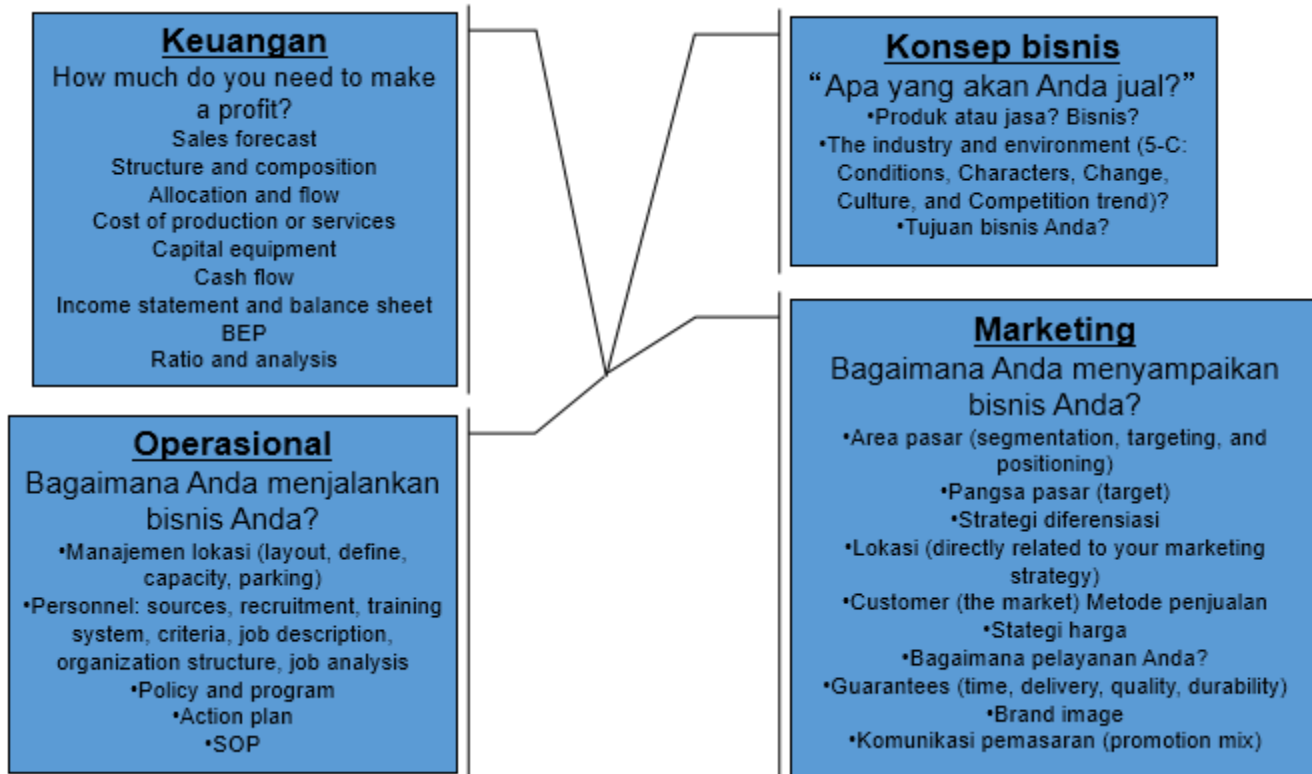 Keuangan
How much do you need to make
a profit?
Sales forecast
Structure and composition
Allocation and flow
Cost of production or services
Capital equipment
Cash flow
Income statement and balance sheet
BEP
Ratio and analysis
Konsep bisnis
“Apa yang akan Anda jual?”
•Produk atau jasa? Bisnis?
•The industry and environment (5-C:
Conditions, Characters, Change,
Culture, and Competition trend)?
•Tujuan bisnis Anda?
Operasional
Bagaimana Anda menjalankan
bisnis Anda?
•Manajemen lokasi (layout, define,
capacity, parking)
•Personnel: sources, recruitment, training
system, criteria, job description,
organization structure, job analysis
•Policy and program
•Action plan
•SOP
Marketing
Bagaimana Anda menyampaikan
bisnis Anda?
•Area pasar (segmentation, targeting, and
positioning)
•Pangsa pasar (target)
•Strategi diferensiasi
•Lokasi (directly related to your marketing
strategy)
•Customer (the market) Metode penjualan
•Stategi harga
•Bagaimana pelayanan Anda?
•Guarantees (time, delivery, quality, durability)
•Brand image
•Komunikasi pemasaran (promotion mix)